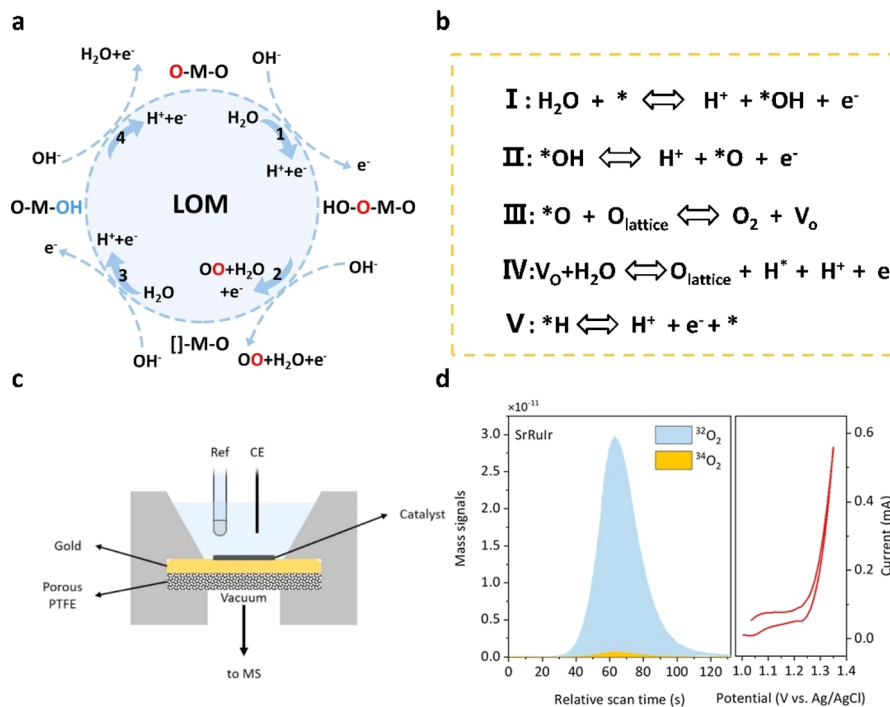 a
H₂O+e⁻
O-M-O
OH⁻
H⁺+e⁻
H₂O
4
1
OH⁻
H⁺+e⁻
e⁻
O-M-OH
LOM
HO-O-M-O
e⁻
H⁺+e⁻
OO+H₂O
+e⁻
2
OH⁻
3
H₂O
OH⁻
[]-M-O
OO+H₂O+e⁻
b
I : H₂O + * ⇔ H⁺ + *OH + e⁻
II : *OH ⇔ H⁺ + *O + e⁻
III : *O + Olattice ⇔ O₂ + Vo
IV:VO+H₂O ⇔ Olattice + H* + H⁺ + e
V : *H ⇔ H⁺ + e⁻ + *
c
Ref
CE
Catalyst
Gold
Porous
PTFE
Vacuum
to MS
d
×10⁻¹¹
SrRuIr
³²O₂
³⁴O₂
3.0
2.5
2.0
1.5
1.0
0.5
0.0
Mass signals
0
30
60
90
120
Relative scan time (s)
0.6
0.4
0.2
0.0
Current (mA)
1.0
1.1
1.2
1.3
1.4
Potential (V vs. Ag/AgCl)